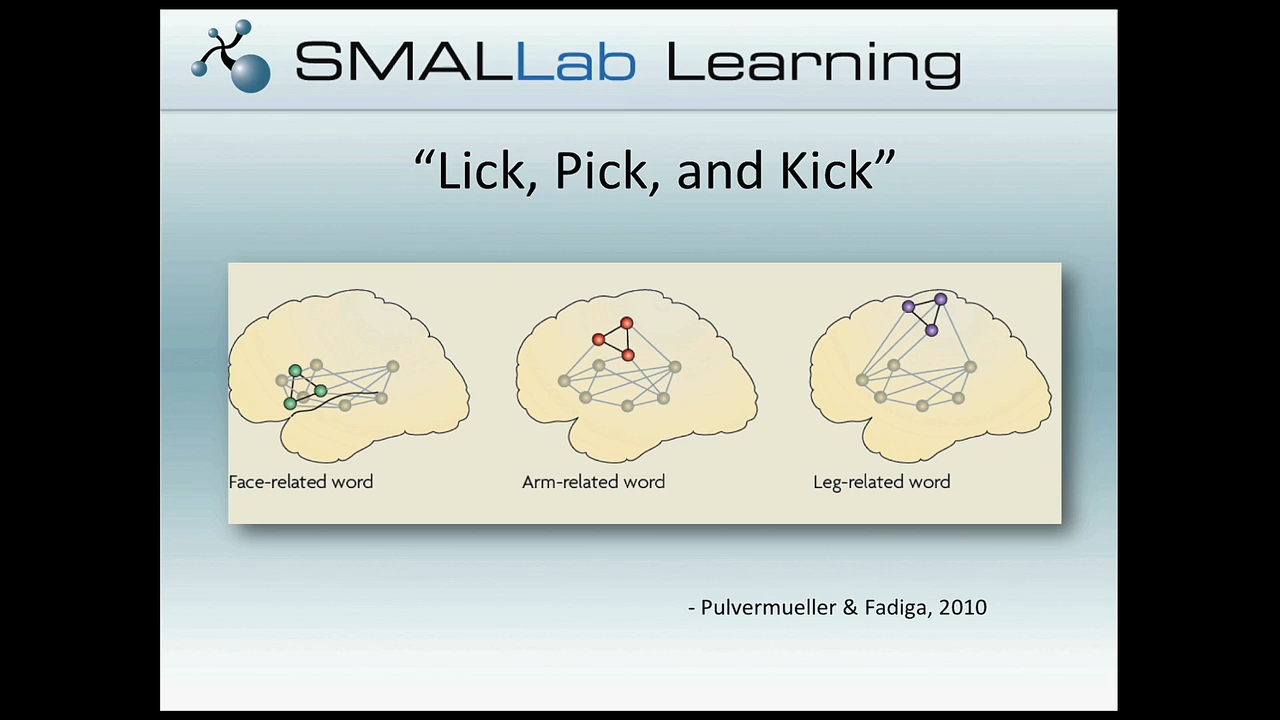 SMALLab Learning
“Lick, Pick, and Kick”
Face-related word
Arm-related word
Leg-related word
- Pulvermueller & Fadiga, 2010